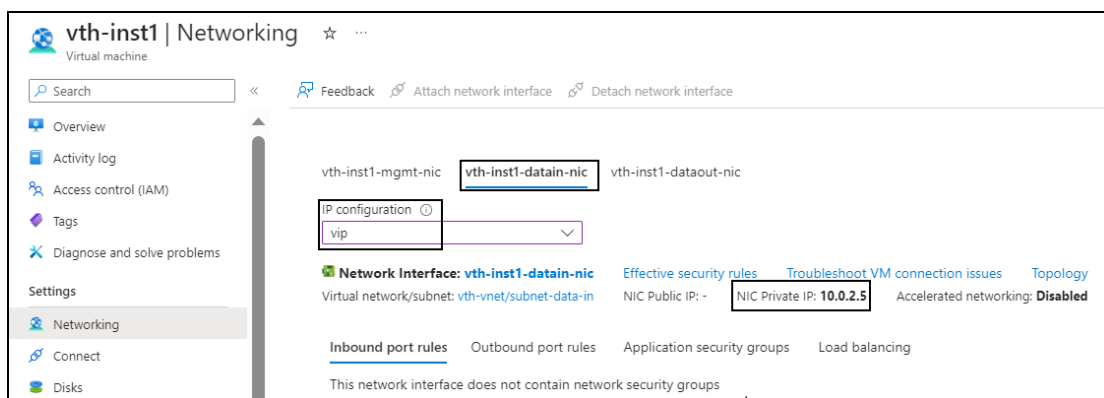 vth-inst1 | Networking ☆ ...
Virtual machine
Search
«
Feedback Attach network interface Detach network interface
Overview
Activity log
Access control (IAM)
Tags
Diagnose and solve problems
Settings
Networking
Connect
Disks
vth-inst1-mgmt-nic vth-inst1-datain-nic vth-inst1-dataout-nic
IP configuration
vip
Network Interface: vth-inst1-datain-nic Effective security rules Troubleshoot VM connection issues Topology
Virtual network/subnet: vth-vnet/subnet-data-in NIC Public IP: - NIC Private IP: 10.0.2.5 Accelerated networking: Disabled
Inbound port rules Outbound port rules Application security groups Load balancing
This network interface does not contain network security groups